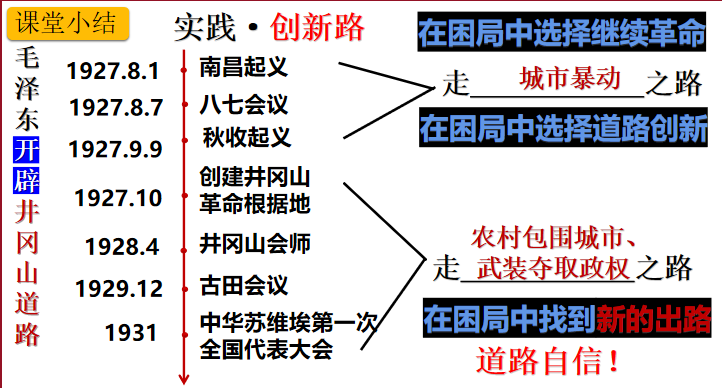 课堂小结
实践·创新路
毛泽东开辟井冈山道路
1927.8.1 南昌起义
1927.8.7 八七会议
1927.9.9 秋收起义
1927.10 创建井冈山
革命根据地
1928.4 井冈山会师
1929.12 古田会议
1931 中华苏维埃第一次
全国代表大会
在困局中选择继续革命
走城市暴动之路
在困局中选择道路创新
农村包围城市、
走武装夺取政权之路
在困局中找到新的出路
道路自信！